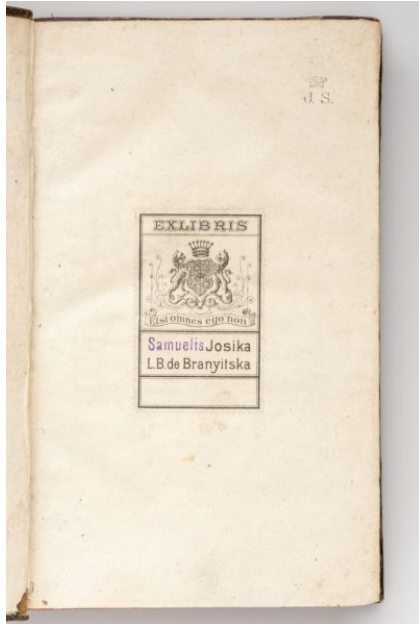 J. S.
EXLIBRIS
Etsi omnes ego non
Samuelis Josika
L.B. de Branyitska